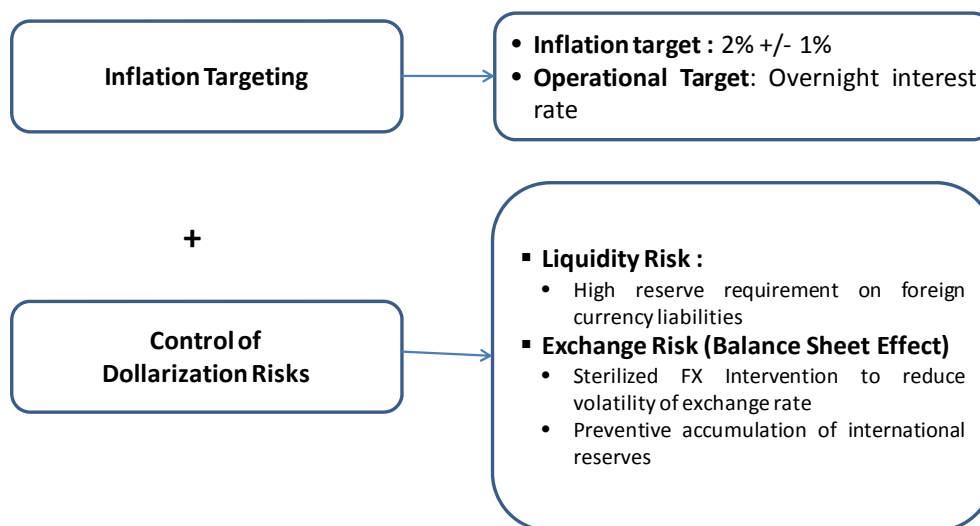 Inflation Targeting
• Inflation target : 2% +/- 1%
• Operational Target: Overnight interest
rate
+
Control of
Dollarization Risks
▪ Liquidity Risk :
• High reserve requirement on foreign
currency liabilities
▪ Exchange Risk (Balance Sheet Effect)
• Sterilized FX Intervention to reduce
volatility of exchange rate
• Preventive accumulation of international
reserves